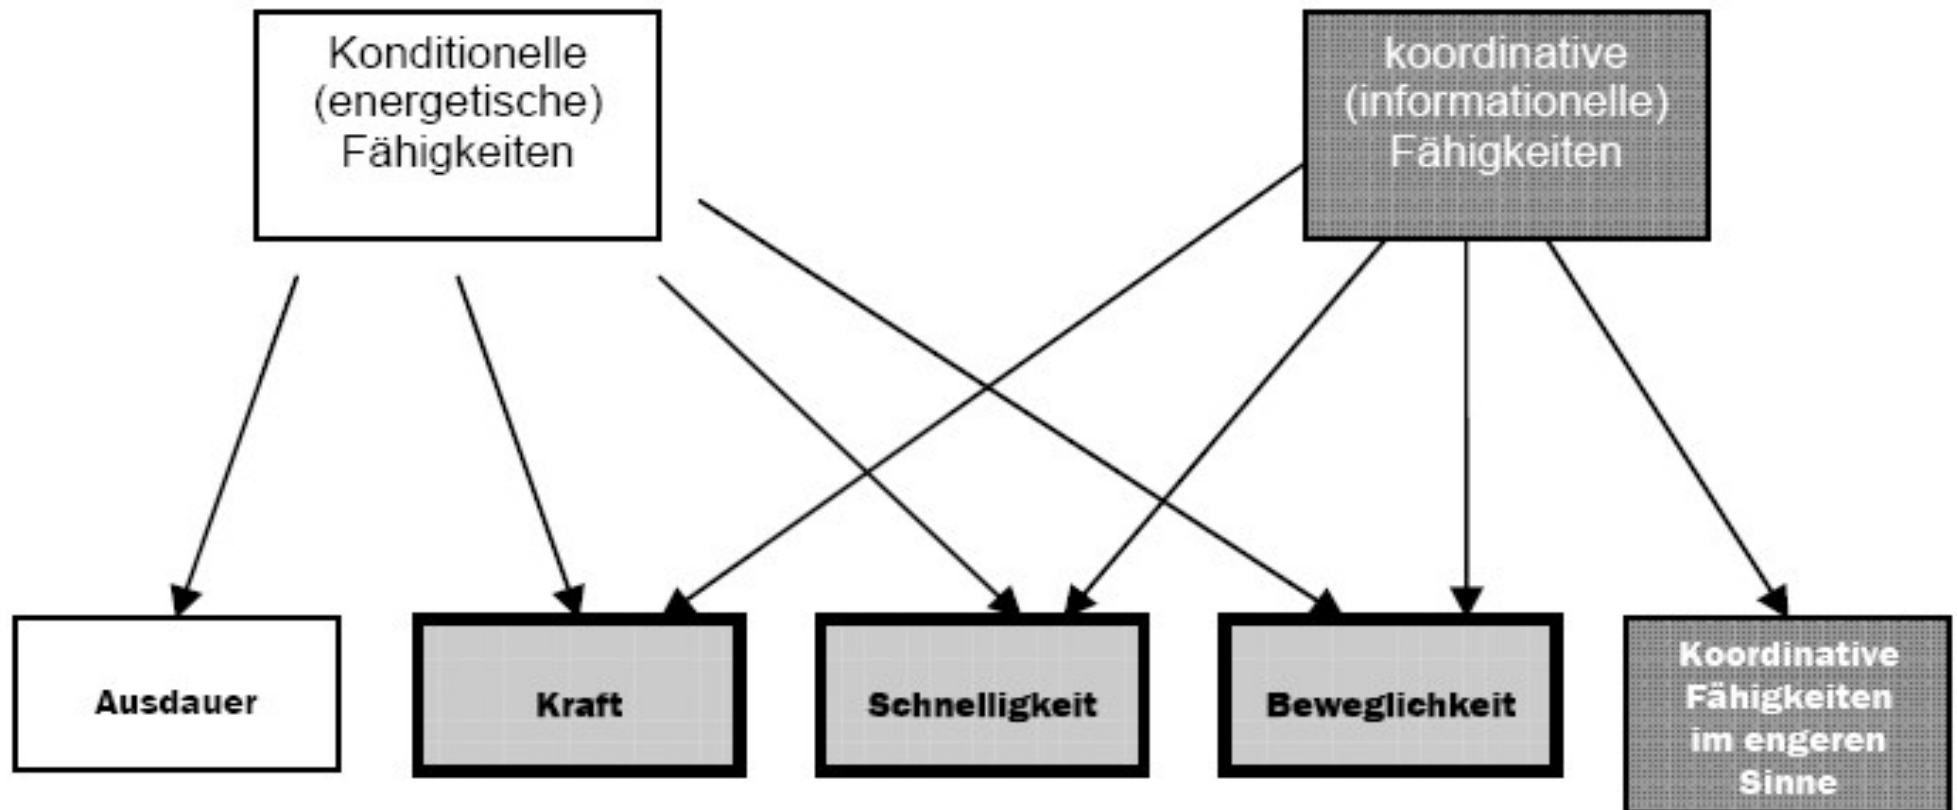 Konditionelle
(energetische)
Fähigkeiten
koordinative
(informationelle)
Fähigkeiten
Ausdauer
Kraft
Schnelligkeit
Beweglichkeit
Koordinative
Fähigkeiten
im engeren
Sinne